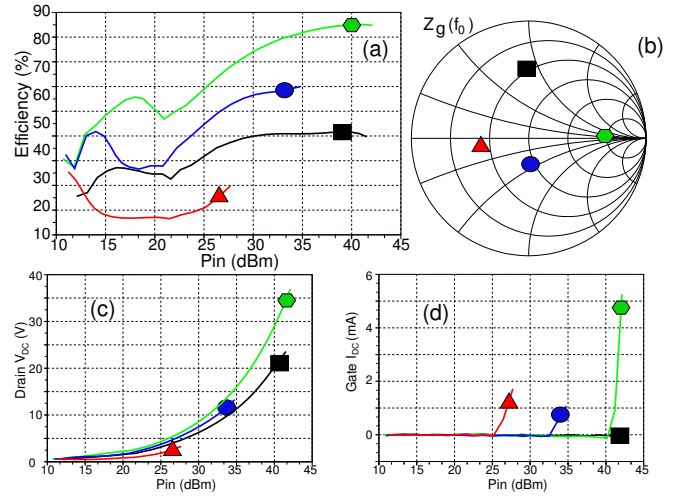 90
80
70
60
50
40
30
20
10
Efficiency (%)
(a)
10 15 20 25 30 35 40 45
Pin (dBm)
Zg(f0)
(b)
40
30
20
10
0
Drain VDC (V)
(c)
10 15 20 25 30 35 40 45
Pin (dBm)
6
4
2
0
Gate IDC (mA)
(d)
10 15 20 25 30 35 40 45
Pin (dBm)